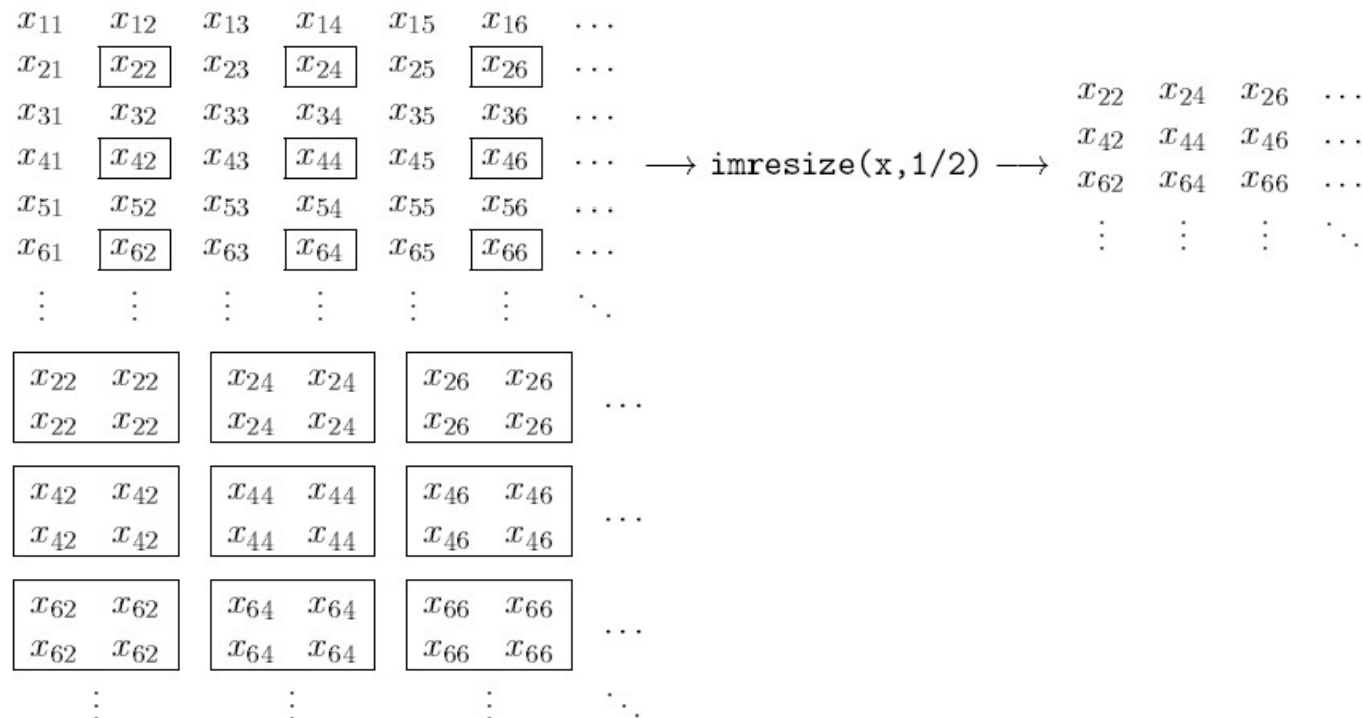 x11 x12 x13 x14 x15 x16 ...
x21 x22 x23 x24 x25 x26 ...
x31 x32 x33 x34 x35 x36 ...
x41 x42 x43 x44 x45 x46 ...
x51 x52 x53 x54 x55 x56 ...
x61 x62 x63 x64 x65 x66 ...
⋮ ⋮ ⋮ ⋮ ⋮ ⋮ ⋱
⟶ imresize(x,1/2) ⟶
x22 x24 x26 ...
x42 x44 x46 ...
x62 x64 x66 ...
⋮ ⋮ ⋮ ⋱
x22 x22 x24 x24 x26 x26
x22 x22 x24 x24 x26 x26 ...
x42 x42 x44 x44 x46 x46
x42 x42 x44 x44 x46 x46 ...
x62 x62 x64 x64 x66 x66
x62 x62 x64 x64 x66 x66 ...
⋮ ⋮ ⋮ ⋱